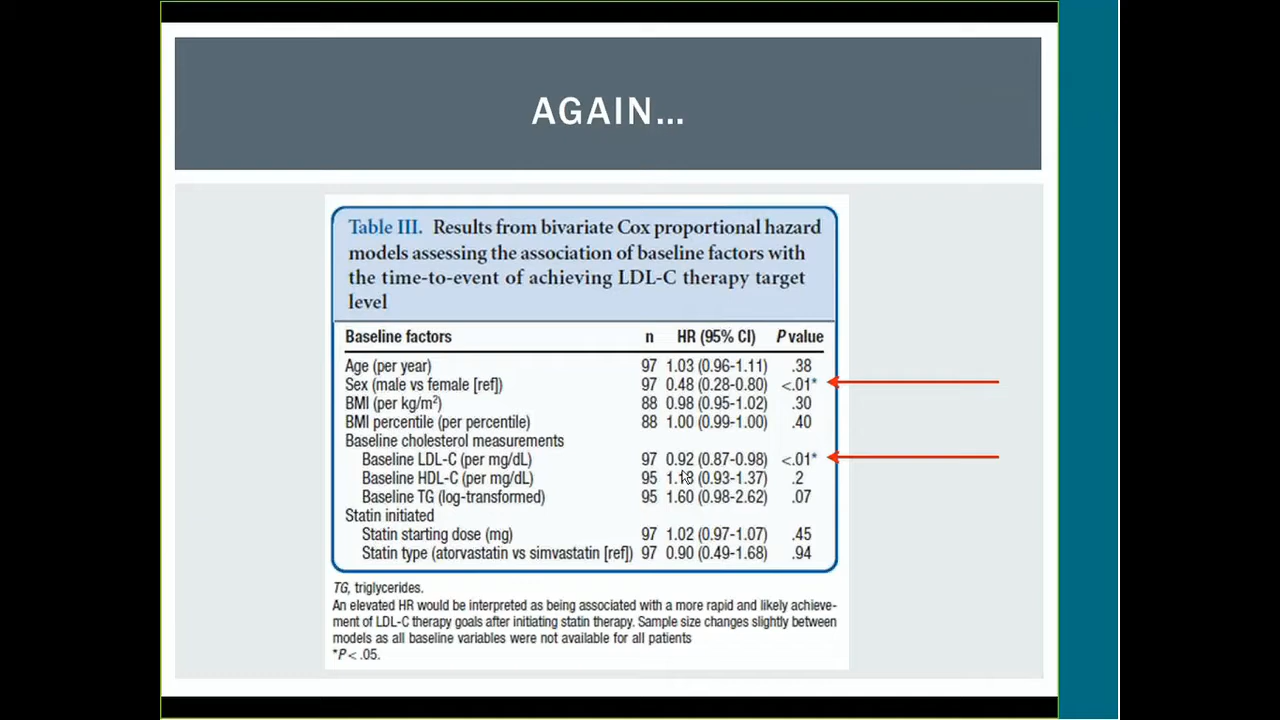 AGAIN...
Table III. Results from bivariate Cox proportional hazard
models assessing the association of baseline factors with
the time-to-event of achieving LDL-C therapy target
level
Baseline factors n HR (95% CI) P value
Age (per year) 97 1.03 (0.96-1.11) .38
Sex (male vs female [ref]) 97 0.48 (0.28-0.80) <.01*
BMI (per kg/m²) 88 0.98 (0.95-1.02) .30
BMI percentile (per percentile) 88 1.00 (0.99-1.00) .40
Baseline cholesterol measurements
Baseline LDL-C (per mg/dL) 97 0.92 (0.87-0.98) <.01*
Baseline HDL-C (per mg/dL) 95 (0.93-1.37) .2
Baseline TG (log-transformed) 95 1.60 (0.98-2.62) .07
Statin initiated
Statin starting dose (mg) 97 1.02 (0.97-1.07) .45
Statin type (atorvastatin vs simvastatin [ref]) 97 0.90 (0.49-1.68) .94
TG, triglycerides.
An elevated HR would be interpreted as being associated with a more rapid and likely achieve-
ment of LDL-C therapy goals after initiating statin therapy. Sample size changes slightly between
models as all baseline variables were not available for all patients
*P < .05.